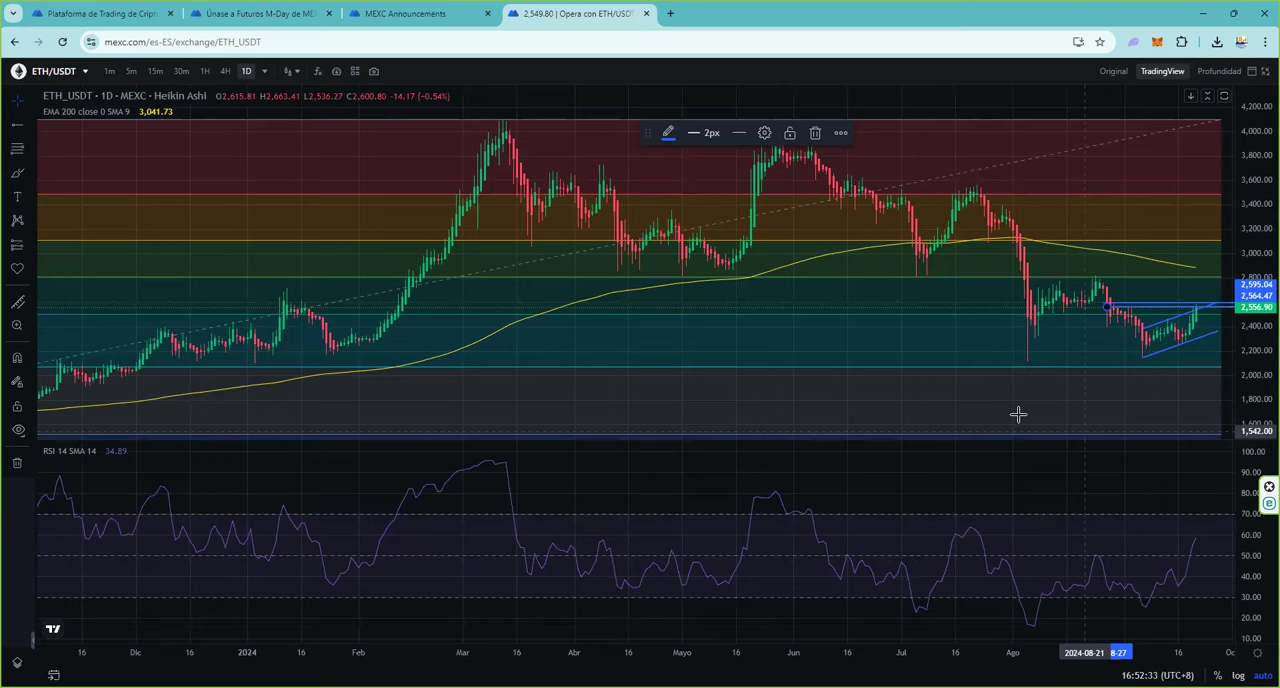 Plataforma de Trading de Cripto
Únase a Futuros M-Day de ME
MEXC Announcements
2,549.80 | Opera con ETH/USDT
mexc.com/es-ES/exchange/ETH_USDT
ETH/USDT 1m 5m 15m 30m 1H 4H 1D Original TradingView Profundidad
ETH_USDT · 1D · MEXC · Heikin Ashi O2,615.81 H2,663.41 L2,536.27 C2,600.80 -14.17 (-0.54%)
EMA 200 close 0 SMA 9 3,041.73
2px
4,200.00
4,000.00
3,800.00
3,600.00
3,400.00
3,200.00
3,000.00
2,800.00
2,595.04
2,564.47
2,556.90
2,400.00
2,200.00
2,000.00
1,800.00
1,600.00
1,542.00
RSI 14 SMA 14 34.89
100.00
90.00
80.00
70.00
60.00
50.00
40.00
30.00
20.00
10.00
16 Dic 16 2024 16 Feb Mar 16 Abr 16 Mayo 16 Jun 16 Jul 16 Ago 2024-08-21 8-27 16 Oc
16:52:33 (UTC+8) % log auto